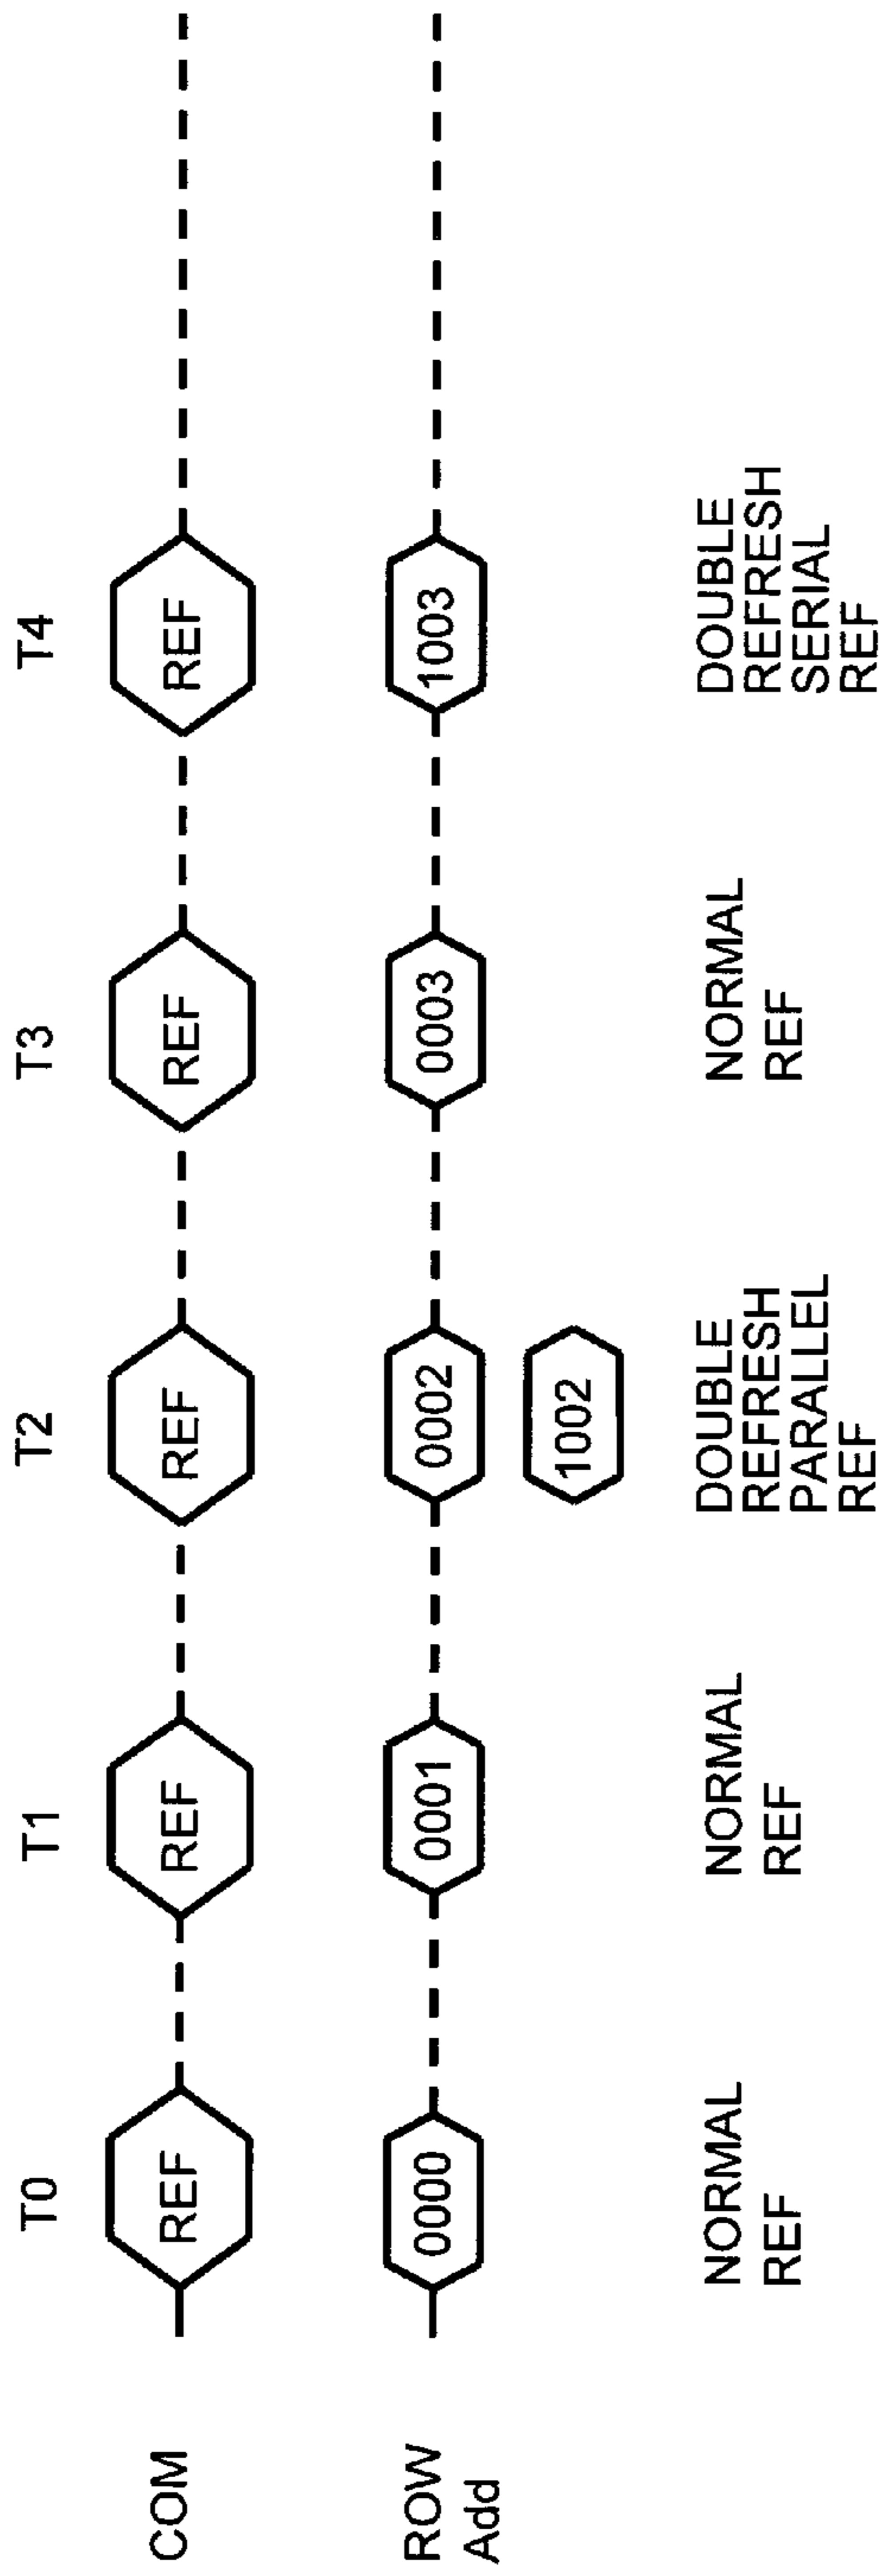 T0
T1
T2
T3
T4
COM
REF
REF
REF
REF
REF
ROW
Add
0000
0001
0002
0003
1003
1002
NORMAL
REF
NORMAL
REF
DOUBLE
REFRESH
PARALLEL
REF
NORMAL
REF
DOUBLE
REFRESH
SERIAL
REF